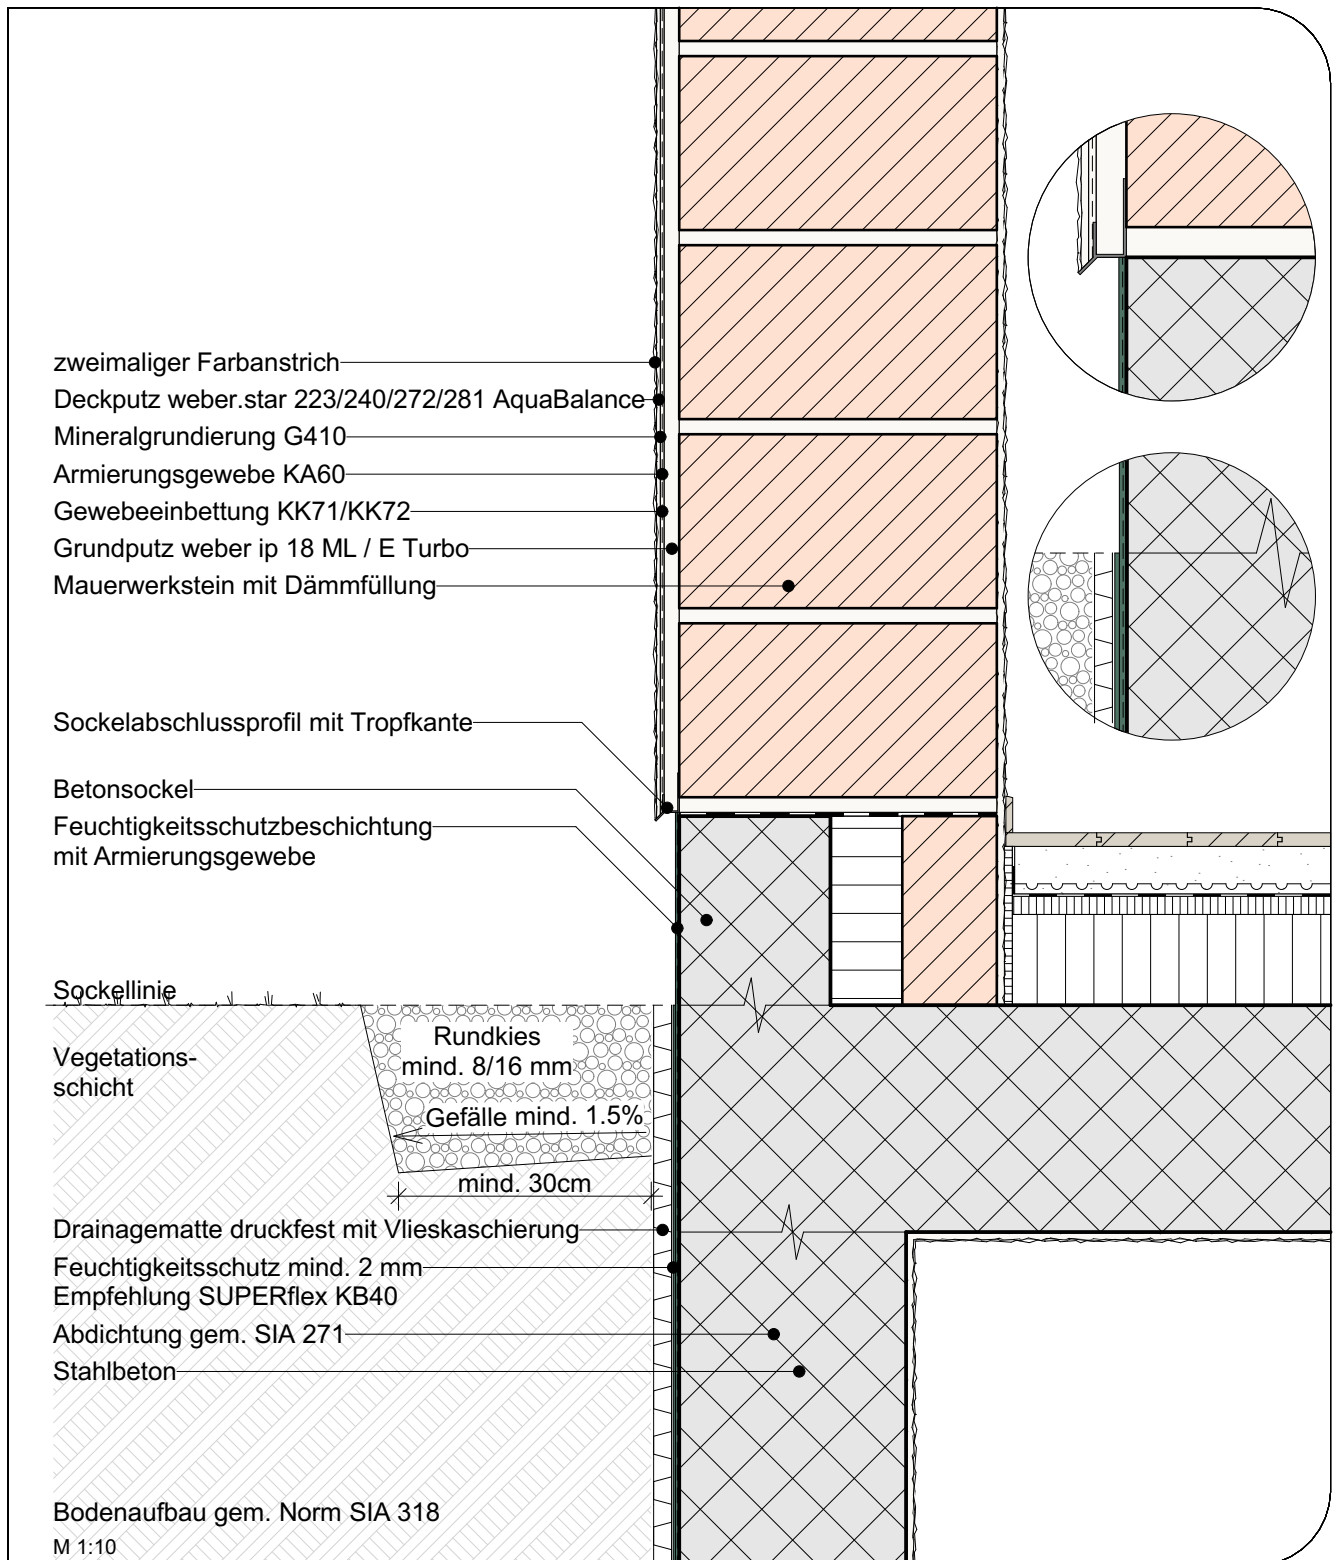 zweimaliger Farbanstrich
Deckputz weber.star 223/240/272/281 AquaBalance
Mineralgrundierung G410
Armierungsgewebe KA60
Gewebeeinbettung KK71/KK72
Grundputz weber ip 18 ML / E Turbo
Mauerwerkstein mit Dämmfüllung
Sockelabschlussprofil mit Tropfkante
Betonsockel
Feuchtigkeitsschutzbeschichtung
mit Armierungsgewebe
Sockellinie
Rundkies
mind. 8/16 mm
Vegetations-
schicht
Gefälle mind. 1.5%
mind. 30cm
Drainagematte druckfest mit Vlieskaschierung
Feuchtigkeitsschutz mind. 2 mm
Empfehlung SUPERflex KB40
Abdichtung gem. SIA 271
Stahlbeton
Bodenaufbau gem. Norm SIA 318
M 1:10